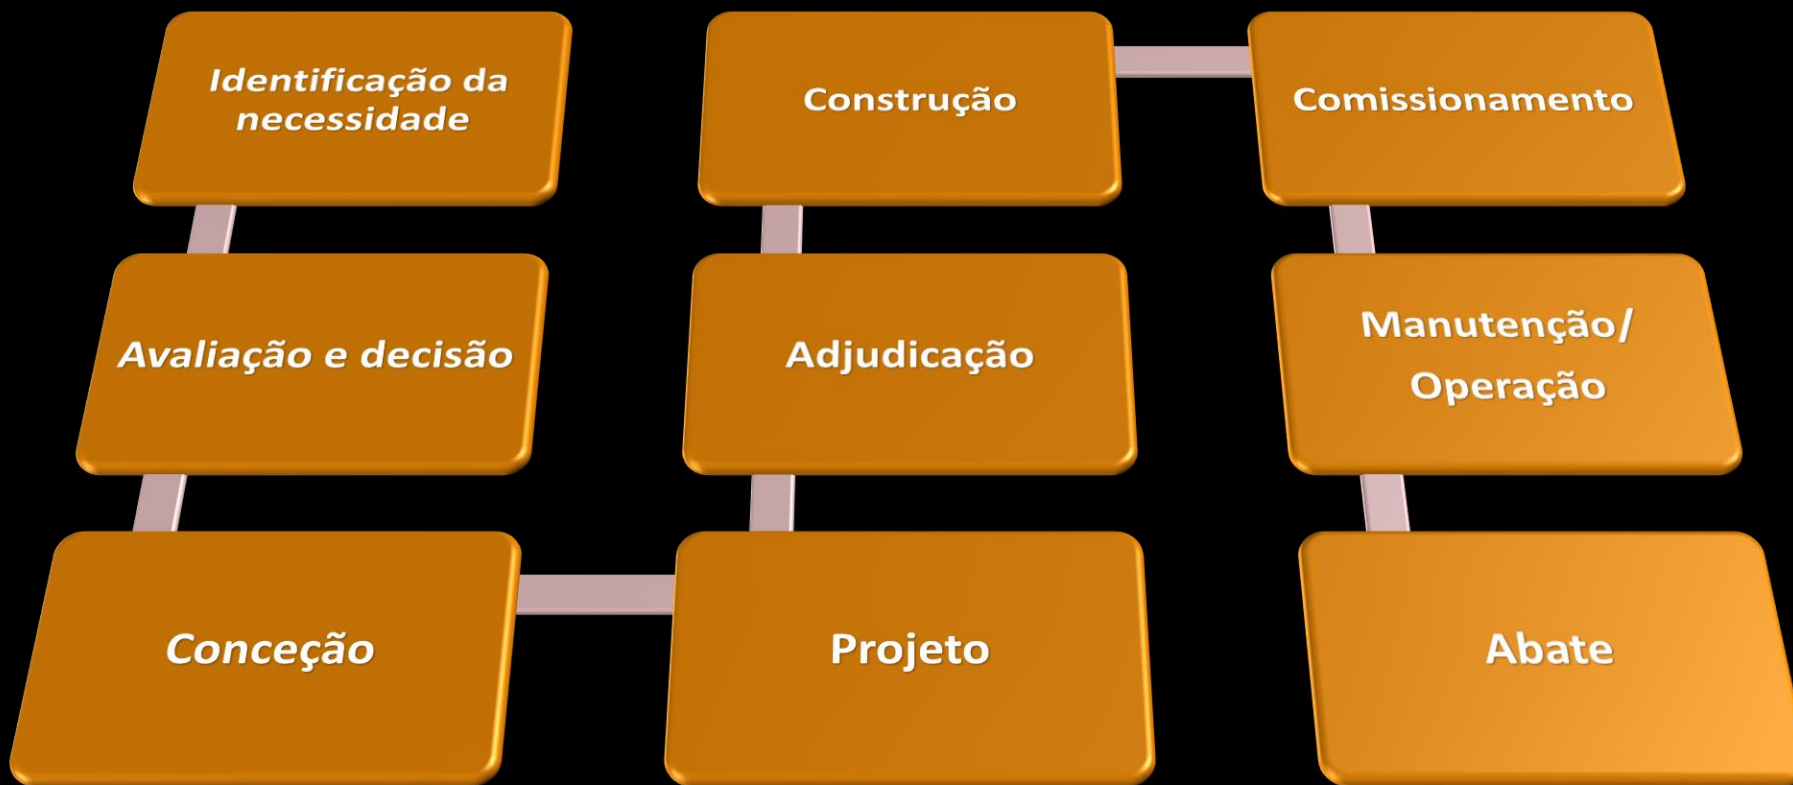 Identificação da
necessidade
Avaliação e decisão
Conceção
Projeto
Adjudicação
Construção
Comissionamento
Manutenção/
Operação
Abate